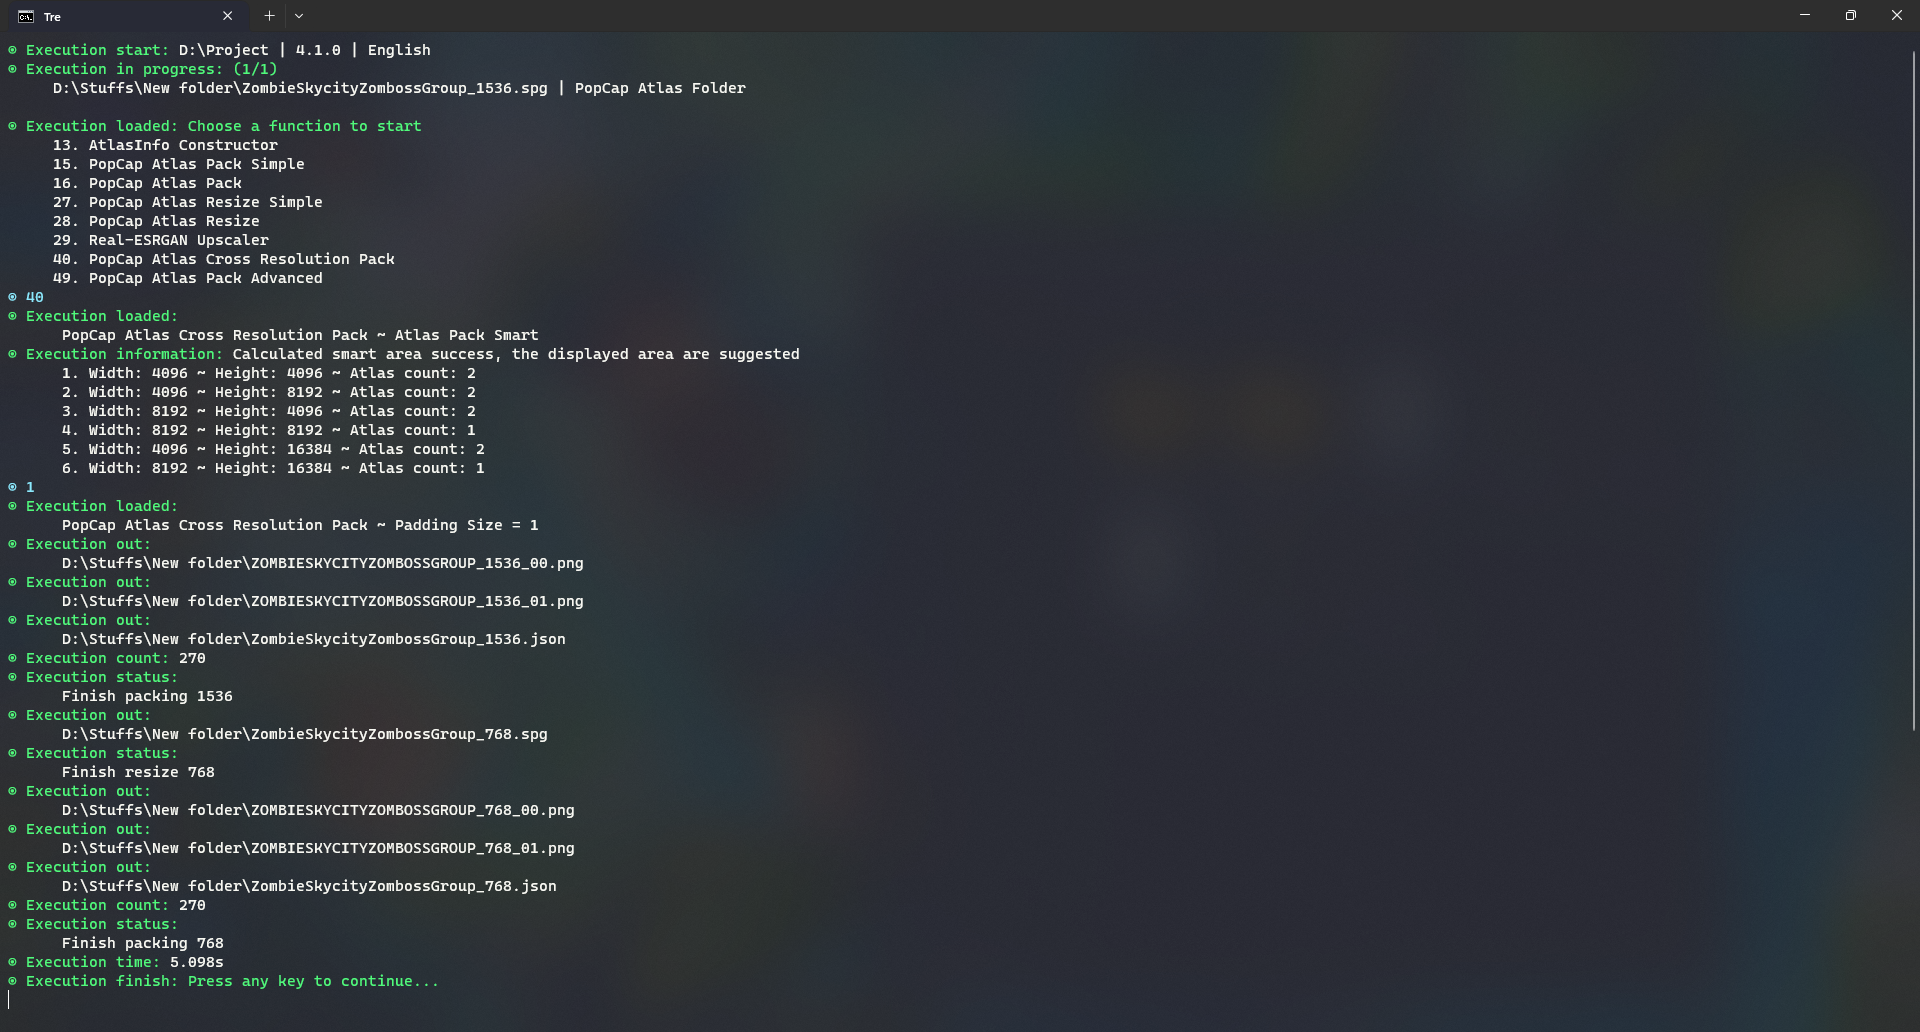 Tre
Execution start: D:\Project | 4.1.0 | English
Execution in progress: (1/1)
D:\Stuffs\New folder\ZombieSkycityZombossGroup_1536.spg | PopCap Atlas Folder
Execution loaded: Choose a function to start
13. AtlasInfo Constructor
15. PopCap Atlas Pack Simple
16. PopCap Atlas Pack
27. PopCap Atlas Resize Simple
28. PopCap Atlas Resize
29. Real-ESRGAN Upscaler
40. PopCap Atlas Cross Resolution Pack
49. PopCap Atlas Pack Advanced
40
Execution loaded:
PopCap Atlas Cross Resolution Pack ~ Atlas Pack Smart
Execution information: Calculated smart area success, the displayed area are suggested
1. Width: 4096 ~ Height: 4096 ~ Atlas count: 2
2. Width: 4096 ~ Height: 8192 ~ Atlas count: 2
3. Width: 8192 ~ Height: 4096 ~ Atlas count: 2
4. Width: 8192 ~ Height: 8192 ~ Atlas count: 1
5. Width: 4096 ~ Height: 16384 ~ Atlas count: 2
6. Width: 8192 ~ Height: 16384 ~ Atlas count: 1
1
Execution loaded:
PopCap Atlas Cross Resolution Pack ~ Padding Size = 1
Execution out:
D:\Stuffs\New folder\ZOMBIESKYCITYZOMBOSSGROUP_1536_00.png
Execution out:
D:\Stuffs\New folder\ZOMBIESKYCITYZOMBOSSGROUP_1536_01.png
Execution out:
D:\Stuffs\New folder\ZombieSkycityZombossGroup_1536.json
Execution count: 270
Execution status:
Finish packing 1536
Execution out:
D:\Stuffs\New folder\ZombieSkycityZombossGroup_768.spg
Execution status:
Finish resize 768
Execution out:
D:\Stuffs\New folder\ZOMBIESKYCITYZOMBOSSGROUP_768_00.png
Execution out:
D:\Stuffs\New folder\ZOMBIESKYCITYZOMBOSSGROUP_768_01.png
Execution out:
D:\Stuffs\New folder\ZombieSkycityZombossGroup_768.json
Execution count: 270
Execution status:
Finish packing 768
Execution time: 5.098s
Execution finish: Press any key to continue...